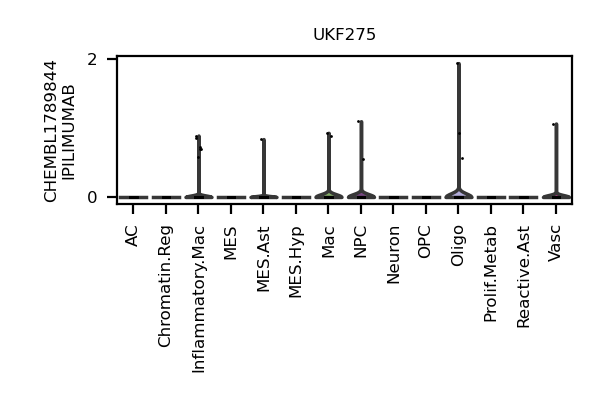 UKF275
CHEMBL1789844
IPILIMUMAB
2
0
AC
Chromatin.Reg
Inflammatory.Mac
MES
MES.Ast
MES.Hyp
Mac
NPC
Neuron
OPC
Oligo
Prolif.Metab
Reactive.Ast
Vasc